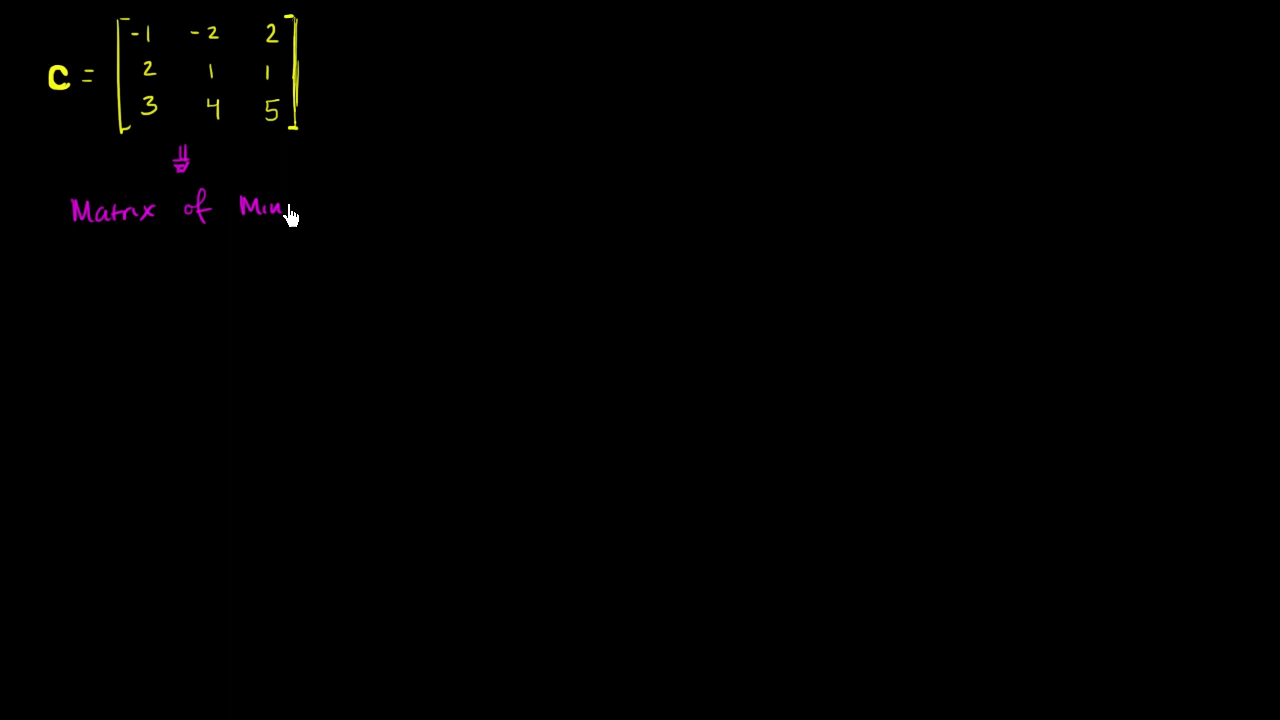 C = [ -1 -2 2
2 1 1
3 4 5 ]
⇓
Matrix of Min